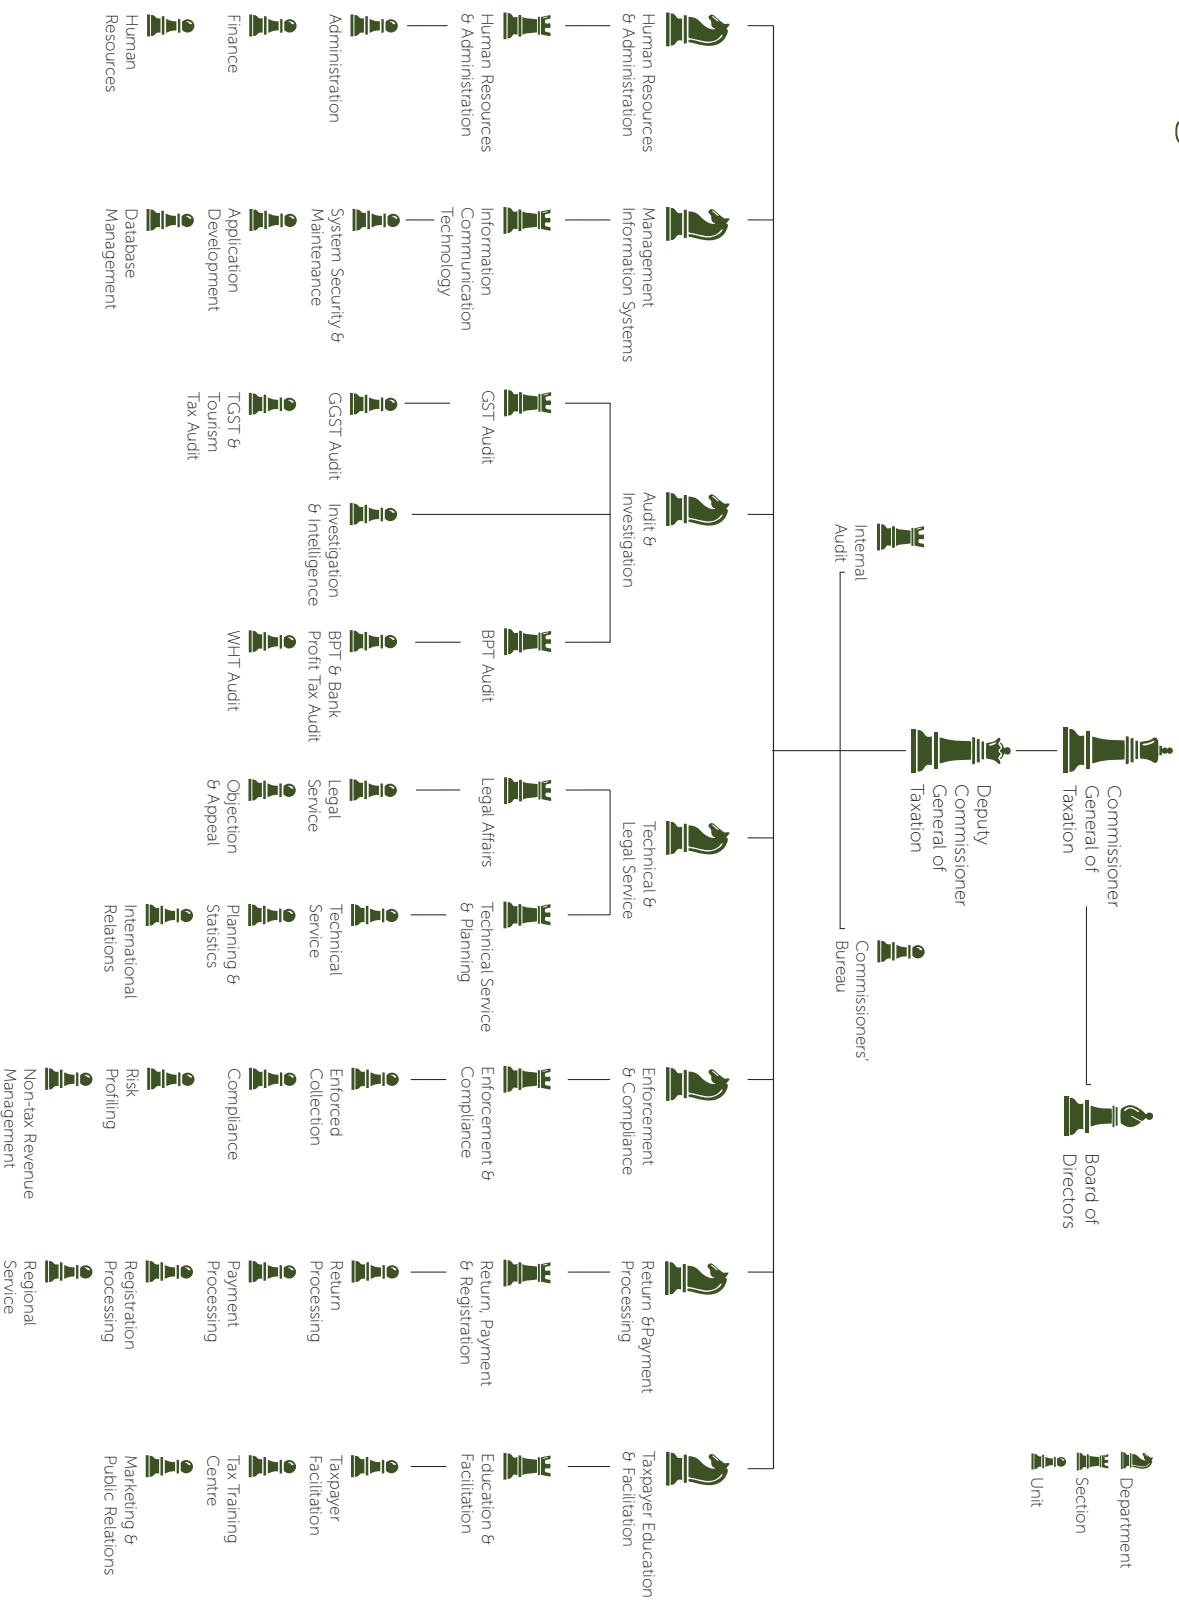 Commissioner
General of
Taxation
Board of
Directors
Deputy
Commissioner
General of
Taxation
Internal
Audit
Commissioners'
Bureau
Department
Section
Unit
Human Resources
& Administration
Management
Information Systems
Audit &
Investigation
Technical &
Legal Service
Enforcement
& Compliance
Return &Payment
Processing
Taxpayer Education
& Facilitation
Human Resources
& Administration
Information
Communication
Technology
GST Audit
BPT Audit
Legal Affairs
Technical Service
& Planning
Enforcement &
Compliance
Return, Payment
& Registration
Education &
Facilitation
Administration
System Security &
Maintenance
GGST Audit
Investigation
& Intelligence
BPT & Bank
Profit Tax Audit
Legal
Service
Technical
Service
Enforced
Collection
Return
Processing
Taxpayer
Facilitation
Finance
Application
Development
TGST &
Tourism
Tax Audit
WHT Audit
Objection
& Appeal
Planning &
Statistics
Compliance
Payment
Processing
Tax Training
Centre
Human
Resources
Database
Management
International
Relations
Risk
Profiling
Registration
Processing
Marketing &
Public Relations
Non-tax Revenue
Management
Regional
Service